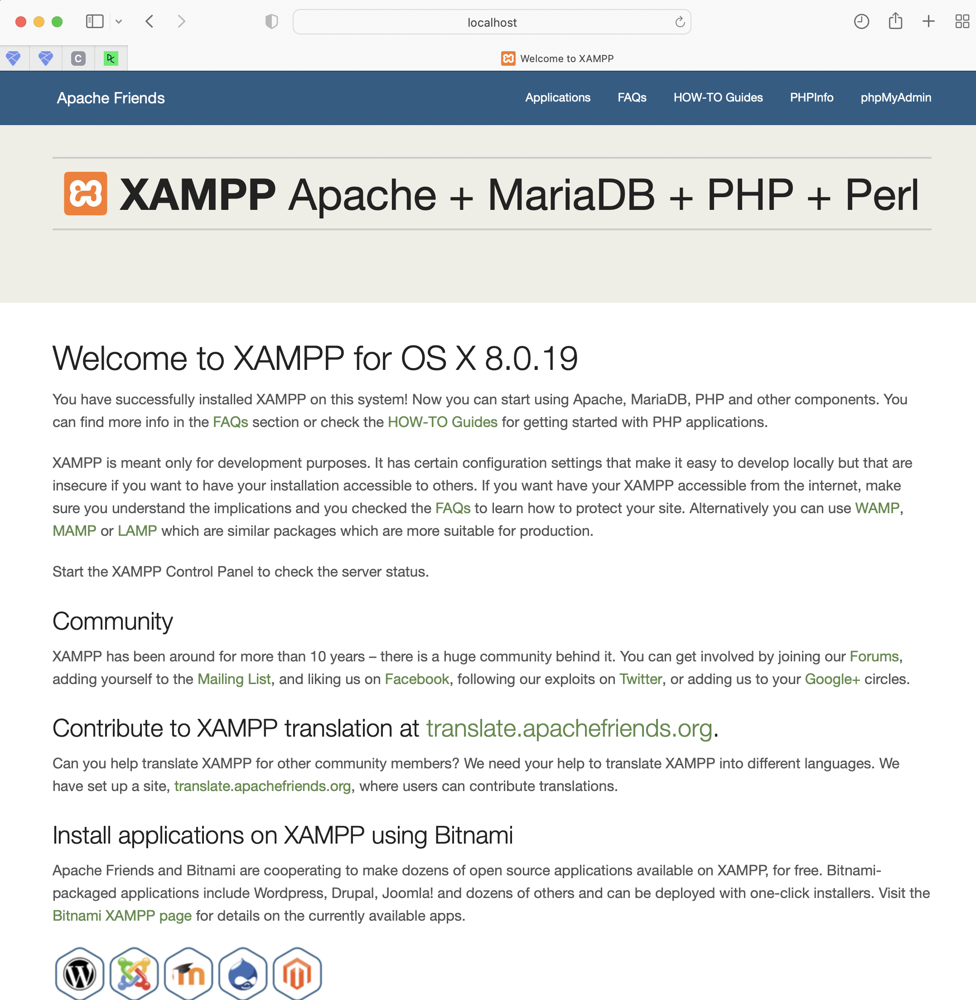 localhost
C
Welcome to XAMPP
Apache Friends
Applications FAQs HOW-TO Guides PHPInfo phpMyAdmin
XAMPP Apache + MariaDB + PHP + Perl
Welcome to XAMPP for OS X 8.0.19
You have successfully installed XAMPP on this system! Now you can start using Apache, MariaDB, PHP and other components. You
can find more info in the FAQs section or check the HOW-TO Guides for getting started with PHP applications.
XAMPP is meant only for development purposes. It has certain configuration settings that make it easy to develop locally but that are
insecure if you want to have your installation accessible to others. If you want have your XAMPP accessible from the internet, make
sure you understand the implications and you checked the FAQs to learn how to protect your site. Alternatively you can use WAMP,
MAMP or LAMP which are similar packages which are more suitable for production.
Start the XAMPP Control Panel to check the server status.
Community
XAMPP has been around for more than 10 years – there is a huge community behind it. You can get involved by joining our Forums,
adding yourself to the Mailing List, and liking us on Facebook, following our exploits on Twitter, or adding us to your Google+ circles.
Contribute to XAMPP translation at translate.apachefriends.org.
Can you help translate XAMPP for other community members? We need your help to translate XAMPP into different languages. We
have set up a site, translate.apachefriends.org, where users can contribute translations.
Install applications on XAMPP using Bitnami
Apache Friends and Bitnami are cooperating to make dozens of open source applications available on XAMPP, for free. Bitnami-
packaged applications include Wordpress, Drupal, Joomla! and dozens of others and can be deployed with one-click installers. Visit the
Bitnami XAMPP page for details on the currently available apps.